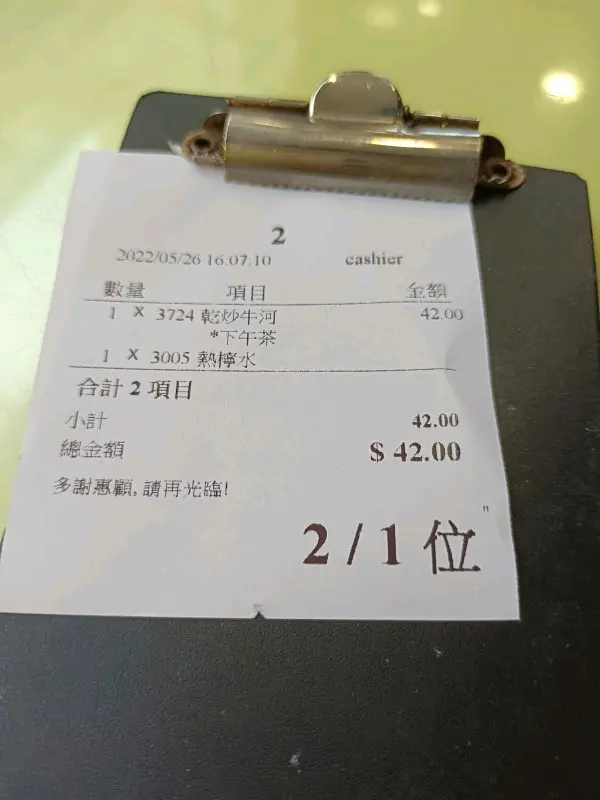 2
2022/05/26 16:07:10 cashier
數量 項目 金額
1 X 3724 乾炒牛河 42.00
*下午茶
1 X 3005 熱檸水
合計 2 項目
小計 42.00
總金額 $ 42.00
多謝惠顧, 請再光臨!
2 / 1 位